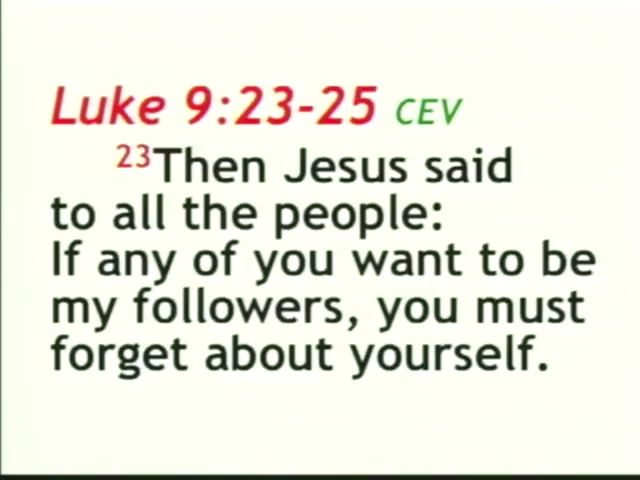 Luke 9:23-25 CEV
23Then Jesus said
to all the people:
If any of you want to be
my followers, you must
forget about yourself.